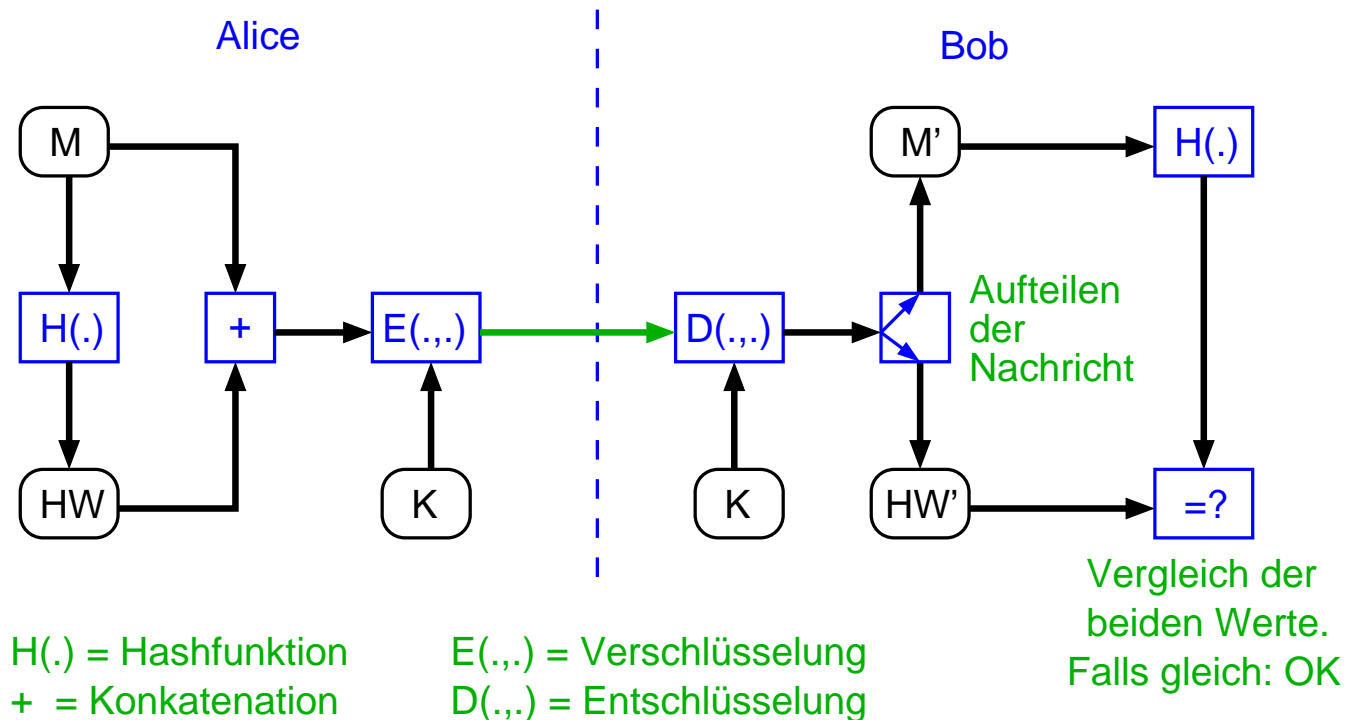 Alice
Bob
M
M’
H(.)
H(.)
+
E(.,.)
D(.,.)
Aufteilen
der
Nachricht
HW
K
K
HW’
=?
Vergleich der
beiden Werte.
Falls gleich: OK
H(.) = Hashfunktion
E(.,.) = Verschlüsselung
+ = Konkatenation
D(.,.) = Entschlüsselung